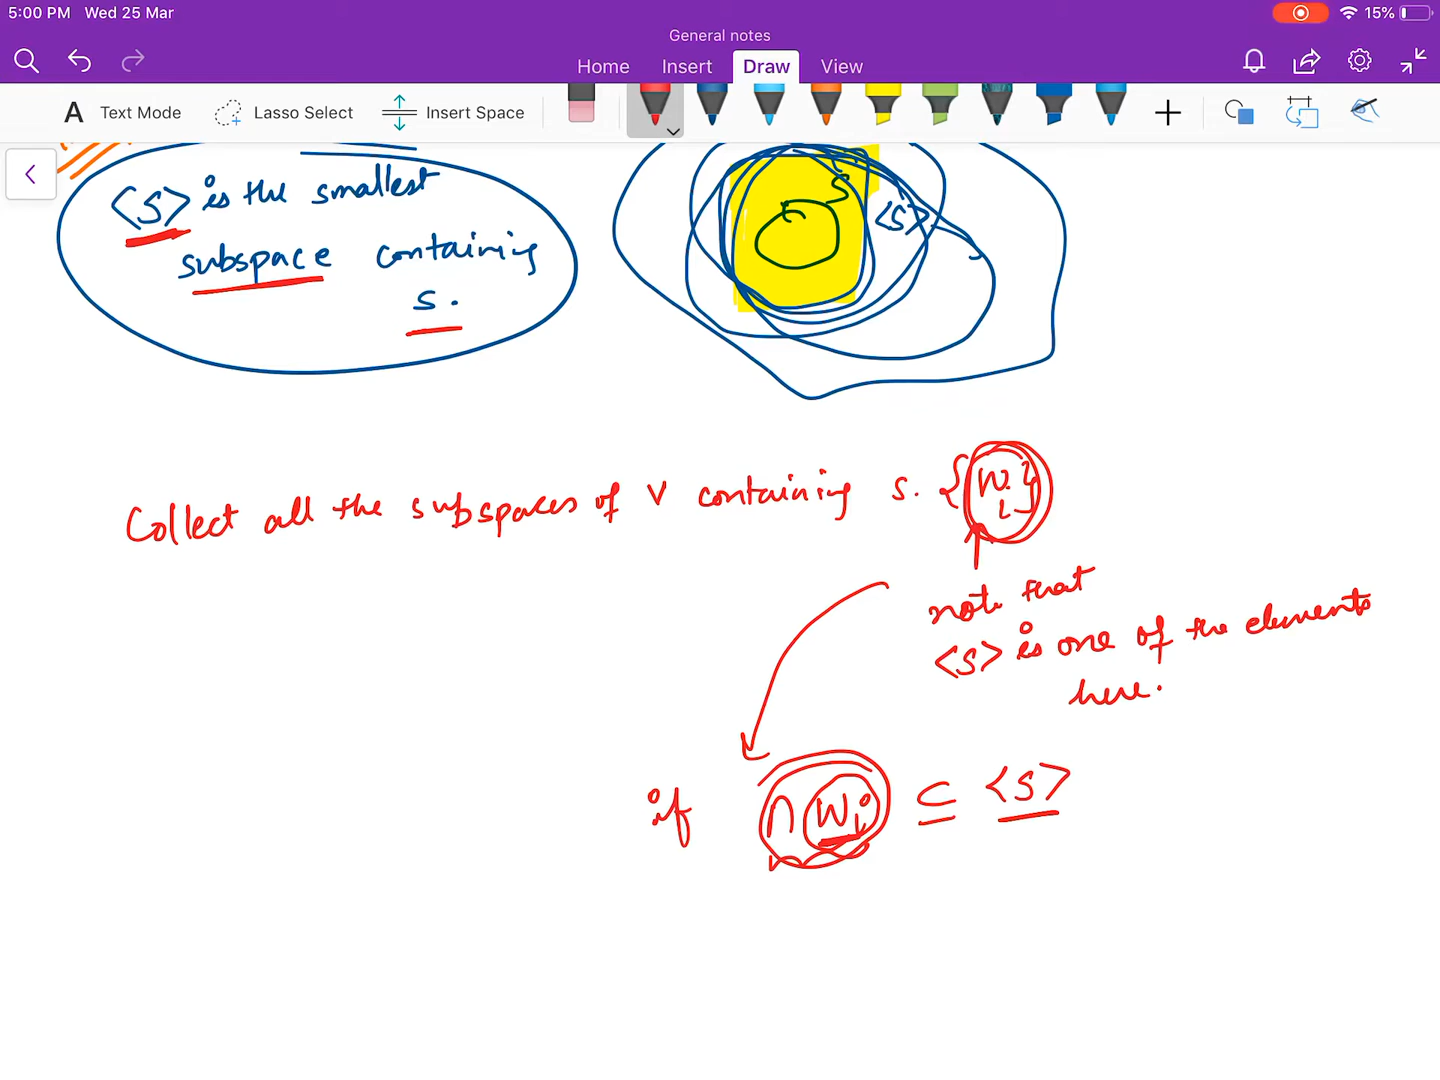 5:00 PM Wed 25 Mar
15%
General notes
Home Insert Draw View
A Text Mode Lasso Select Insert Space
<S> is the smallest
subspace containing
S.
S
<S>
Collect all the subspaces of V containing S. {Wi}
note that
<S> is one of the elements
here.
if ∩ Wi ⊆ <S>